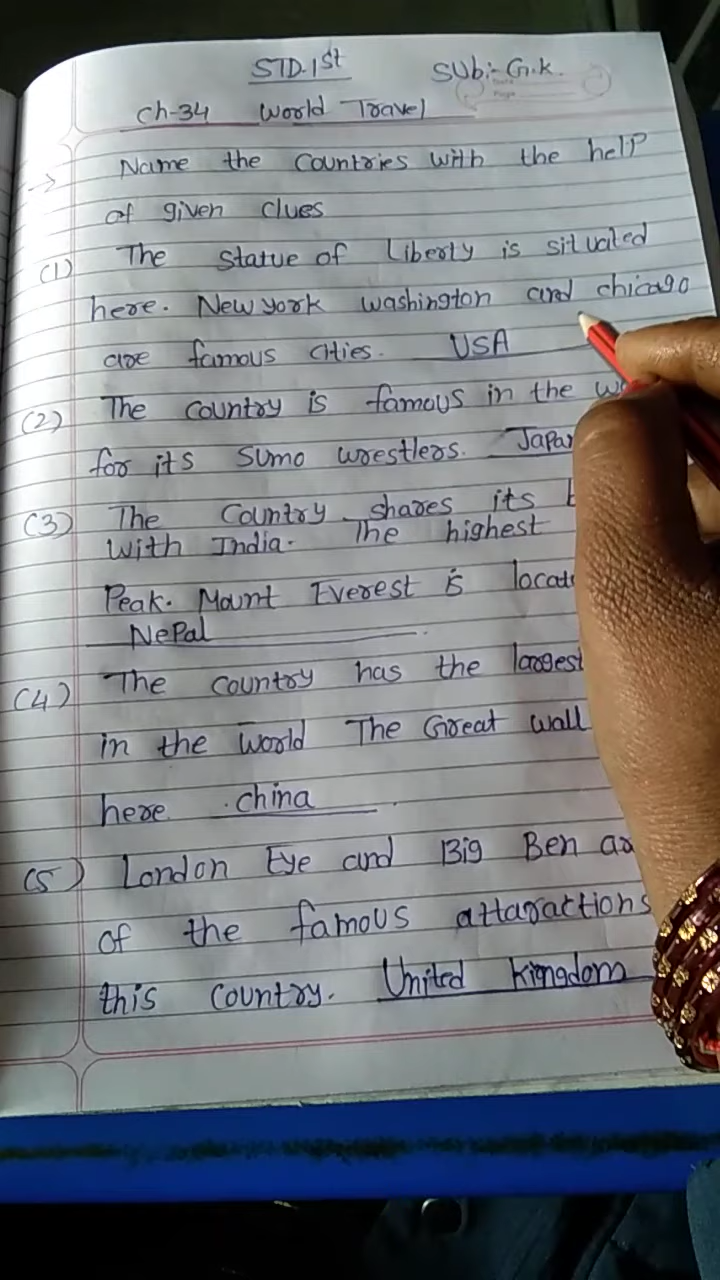 STD.1st SUb:- G.k.
Ch-34 World Travel
→ Name the Countries with the help
of given clues
(1) The statue of Liberty is situated
here. New york washington and chicago
are famous cities. USA
(2) The country is famous in the
for its sumo wrestlers.
(3) The Country shares its
with India. The highest
Peak. Mount Everest is
Nepal
(4) The country has the largest
in the world The Great wall
here china
(5) London Eye and Big Ben
of the famous attaractions
this country. United kingdom